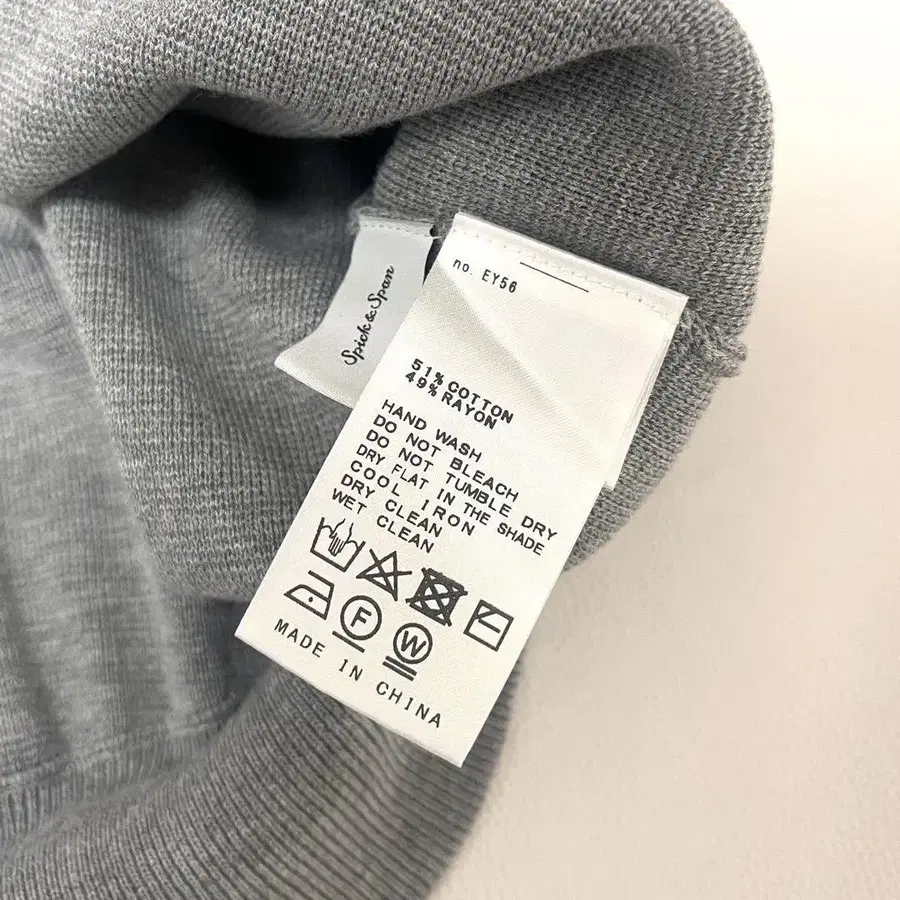 Spick&Span
no. EY56
51% COTTON
49% RAYON
HAND WASH
DO NOT BLEACH
DO NOT TUMBLE DRY
DRY FLAT IN THE SHADE
COOL IRON
DRY CLEAN
WET CLEAN
F
W
MADE IN CHINA